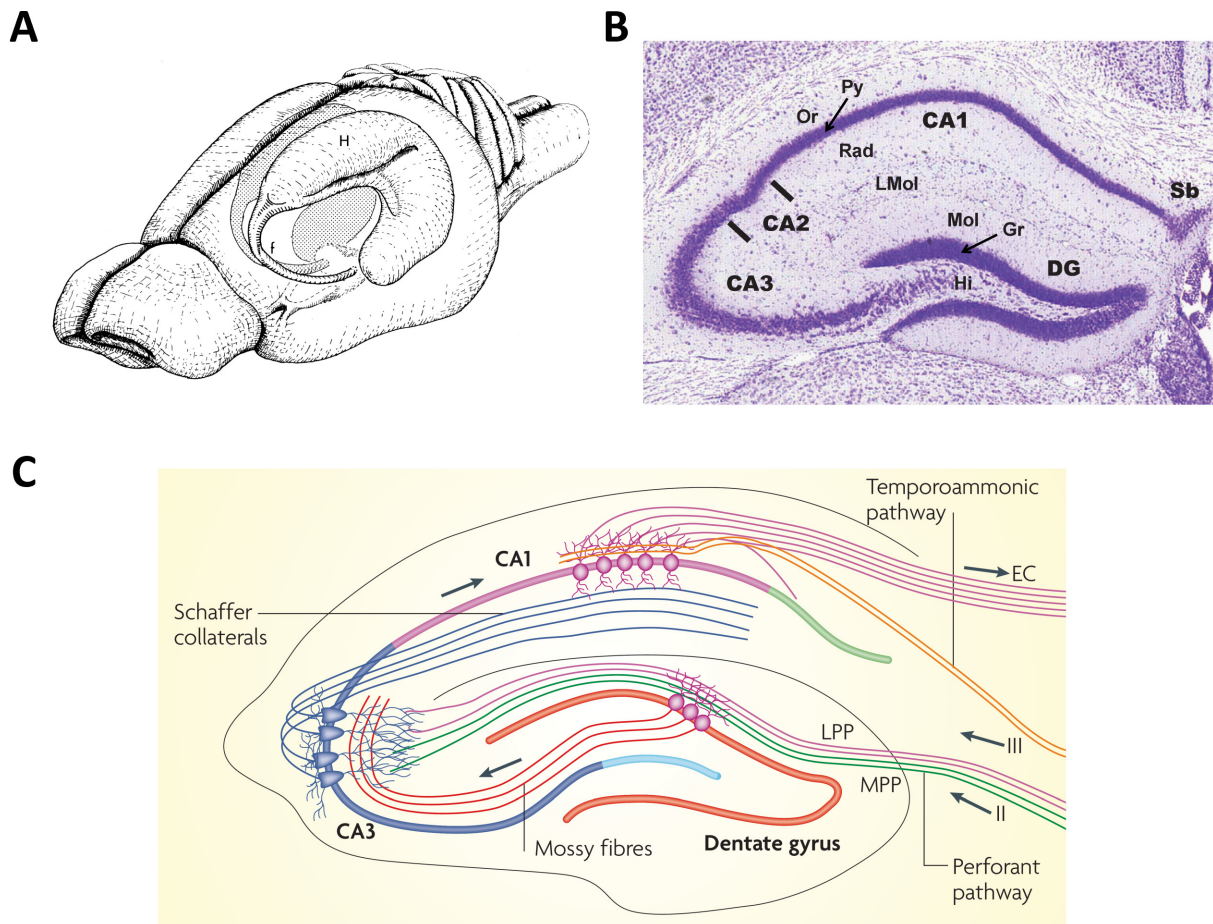 A
H
f
B
Py
Or
CA1
Rad
LMol
Sb
CA2
Mol
Gr
CA3
DG
Hi
C
Temporoammonic
pathway
CA1
EC
Schaffer
collaterals
LPP
III
MPP
II
CA3
Mossy fibres
Dentate gyrus
Perforant
pathway